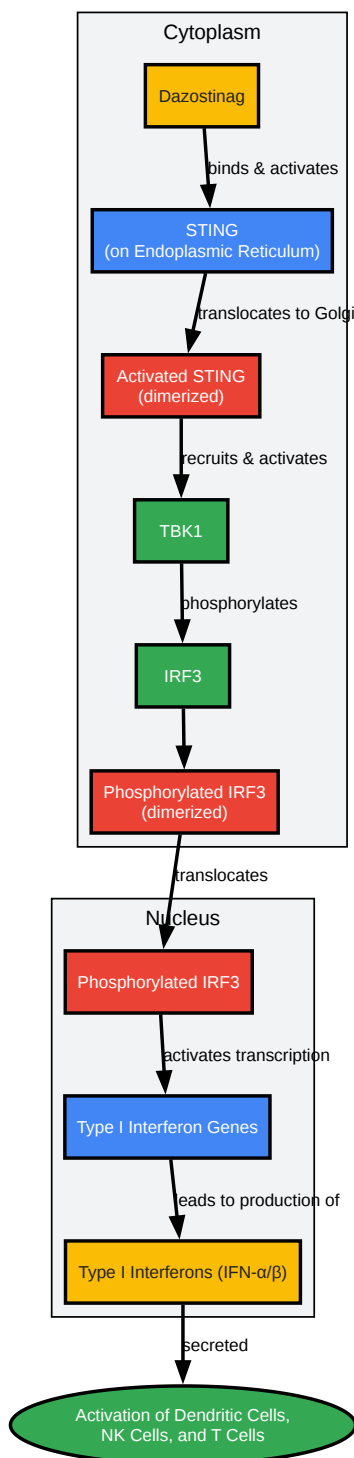 Cytoplasm
Dazostinag
binds & activates
STING
(on Endoplasmic Reticulum)
translocates to Golgi
Activated STING
(dimerized)
recruits & activates
TBK1
phosphorylates
IRF3
Phosphorylated IRF3
(dimerized)
translocates
Nucleus
Phosphorylated IRF3
activates transcription
Type I Interferon Genes
leads to production of
Type I Interferons (IFN-α/β)
secreted
Activation of Dendritic Cells,
NK Cells, and T Cells